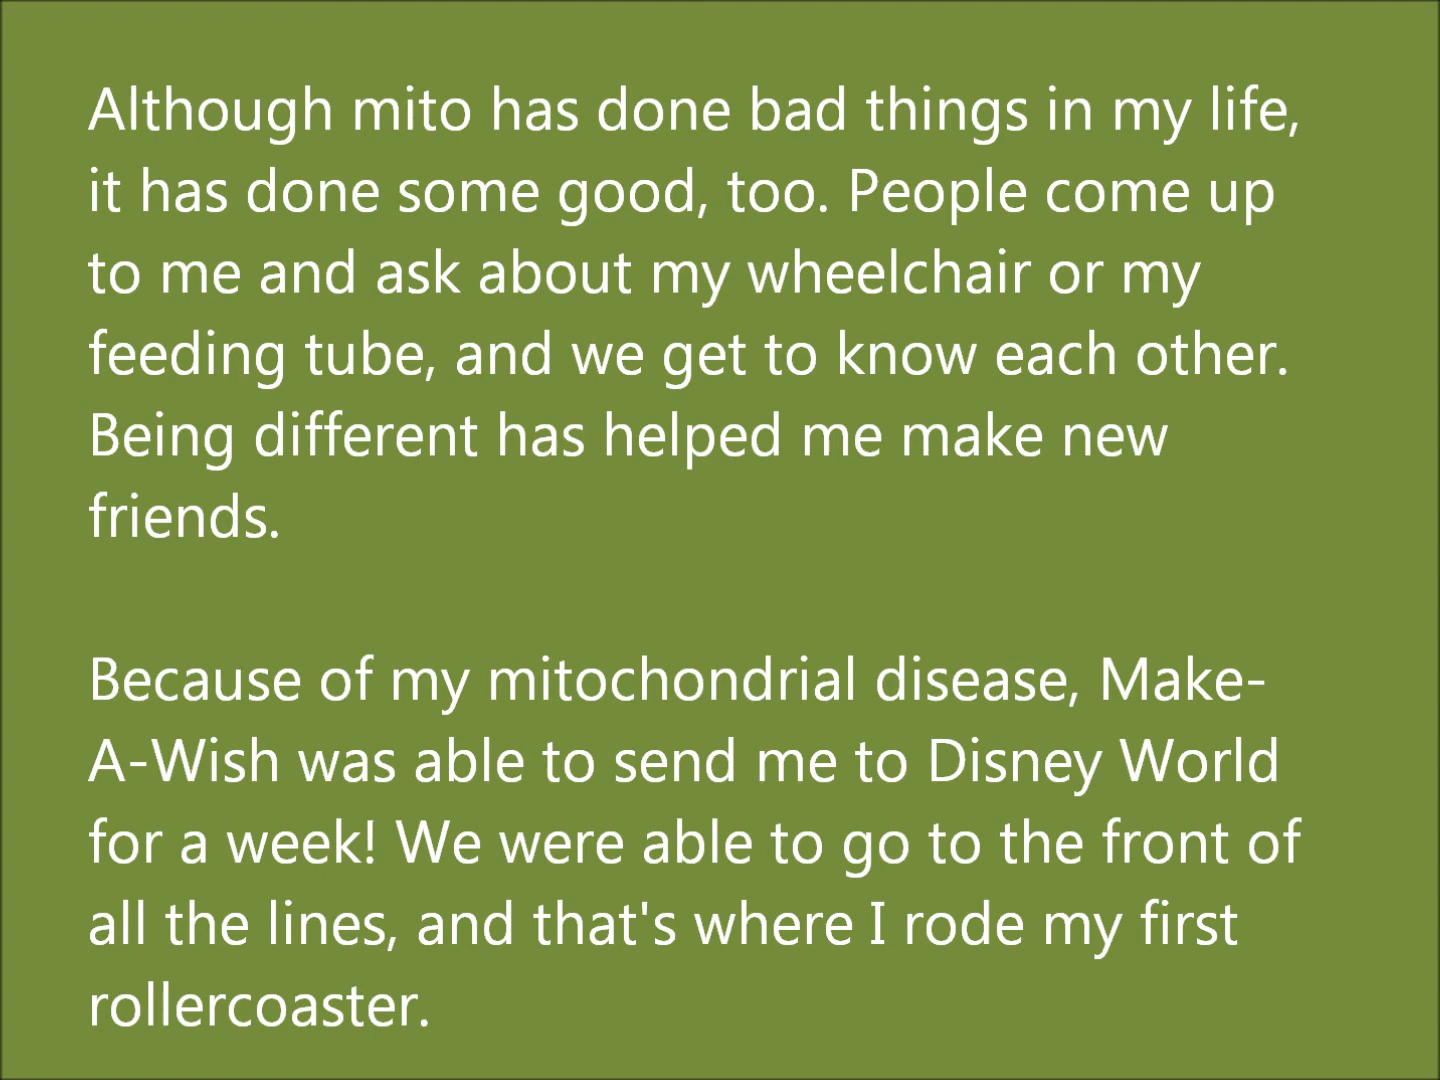 Although mito has done bad things in my life,
it has done some good, too. People come up
to me and ask about my wheelchair or my
feeding tube, and we get to know each other.
Being different has helped me make new
friends.
Because of my mitochondrial disease, Make-
A-Wish was able to send me to Disney World
for a week! We were able to go to the front of
all the lines, and that's where I rode my first
rollercoaster.